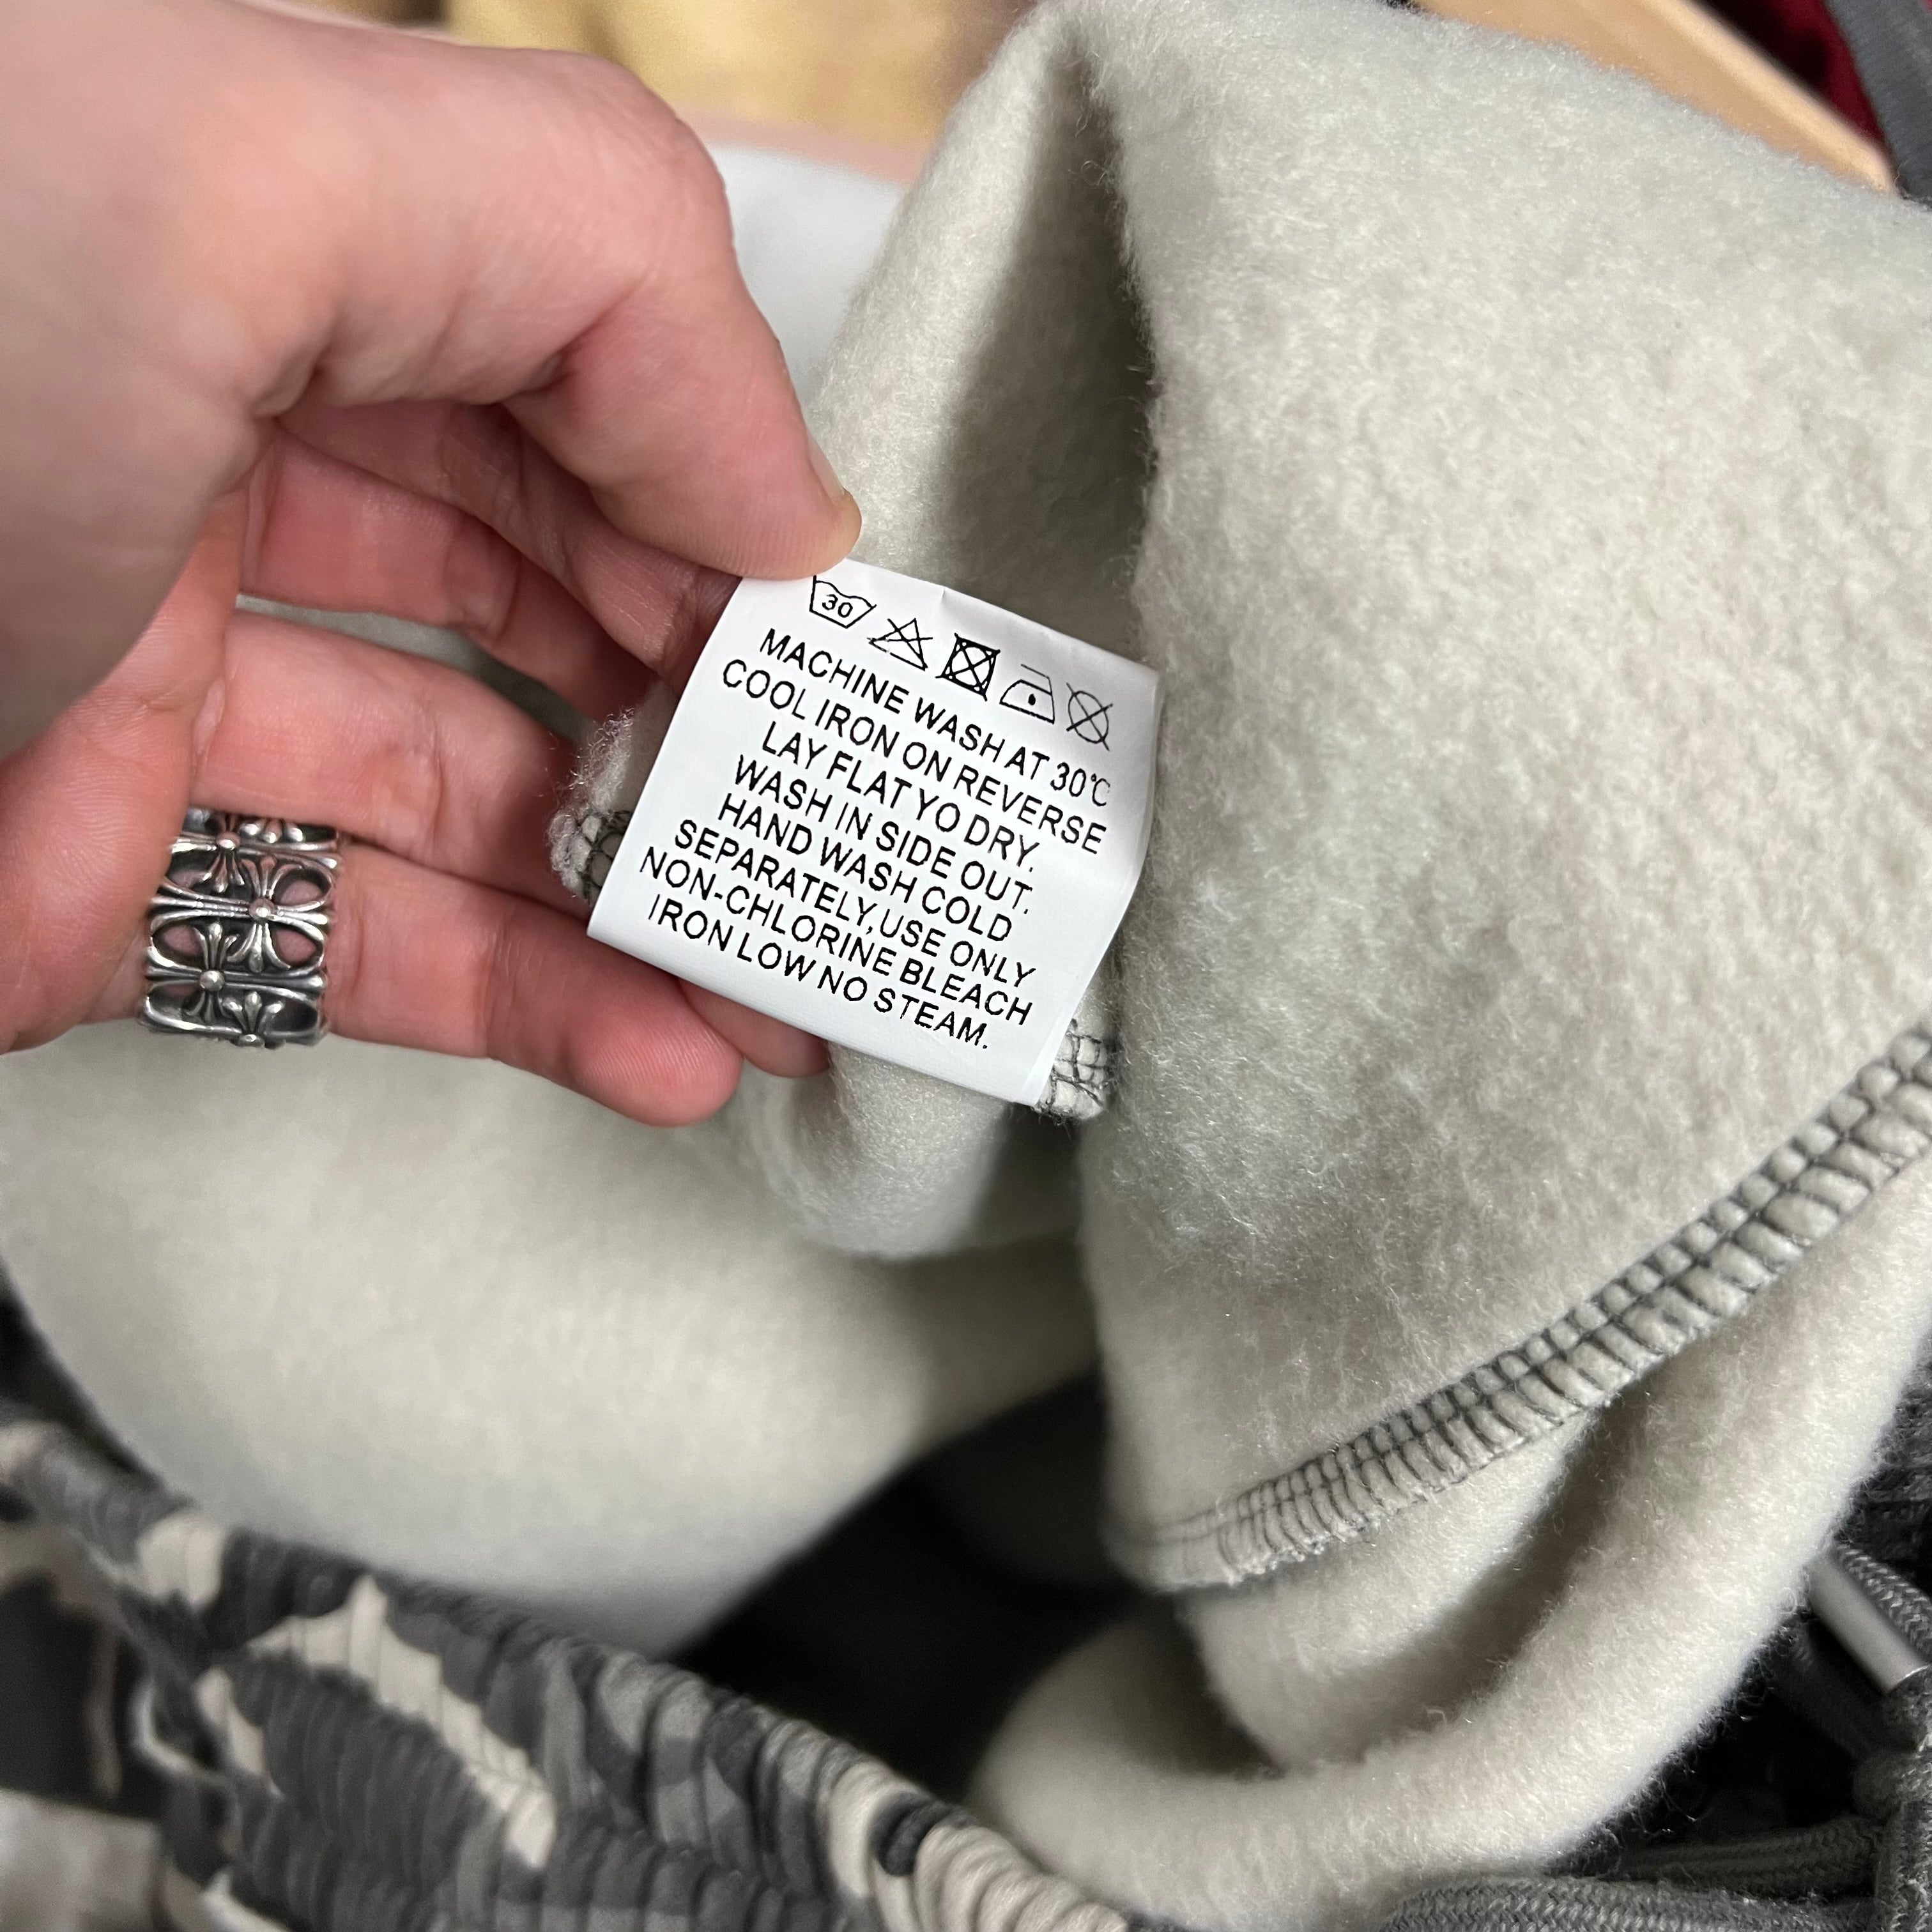 30
MACHINE WASH AT 30℃
COOL IRON ON REVERSE
LAY FLAT YO DRY.
WASH IN SIDE OUT.
HAND WASH COLD
SEPARATELY,USE ONLY
NON-CHLORINE BLEACH
IRON LOW NO STEAM.